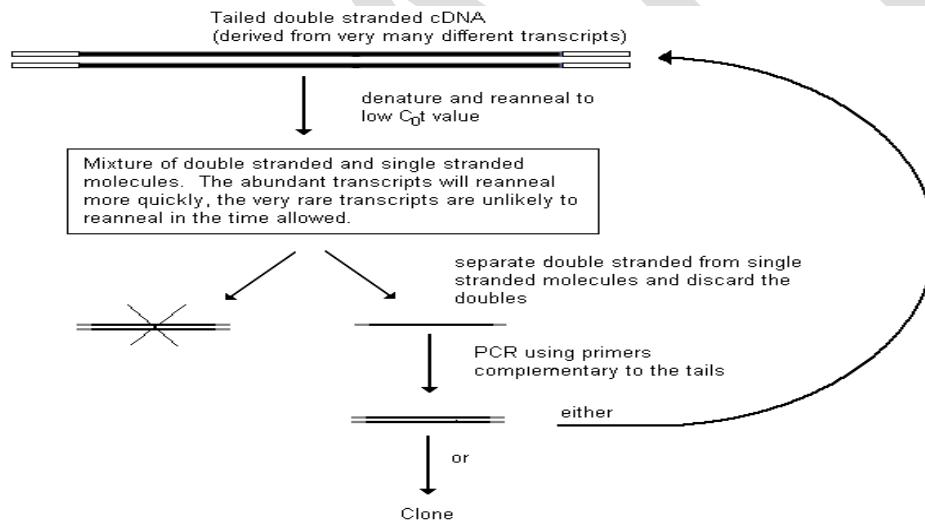 Tailed double stranded cDNA
(derived from very many different transcripts)
denature and reanneal to
low C₀t value
Mixture of double stranded and single stranded
molecules. The abundant transcripts will reanneal
more quickly, the very rare transcripts are unlikely to
reanneal in the time allowed.
separate double stranded from single
stranded molecules and discard the
doubles
PCR using primers
complementary to the tails
either
or
Clone